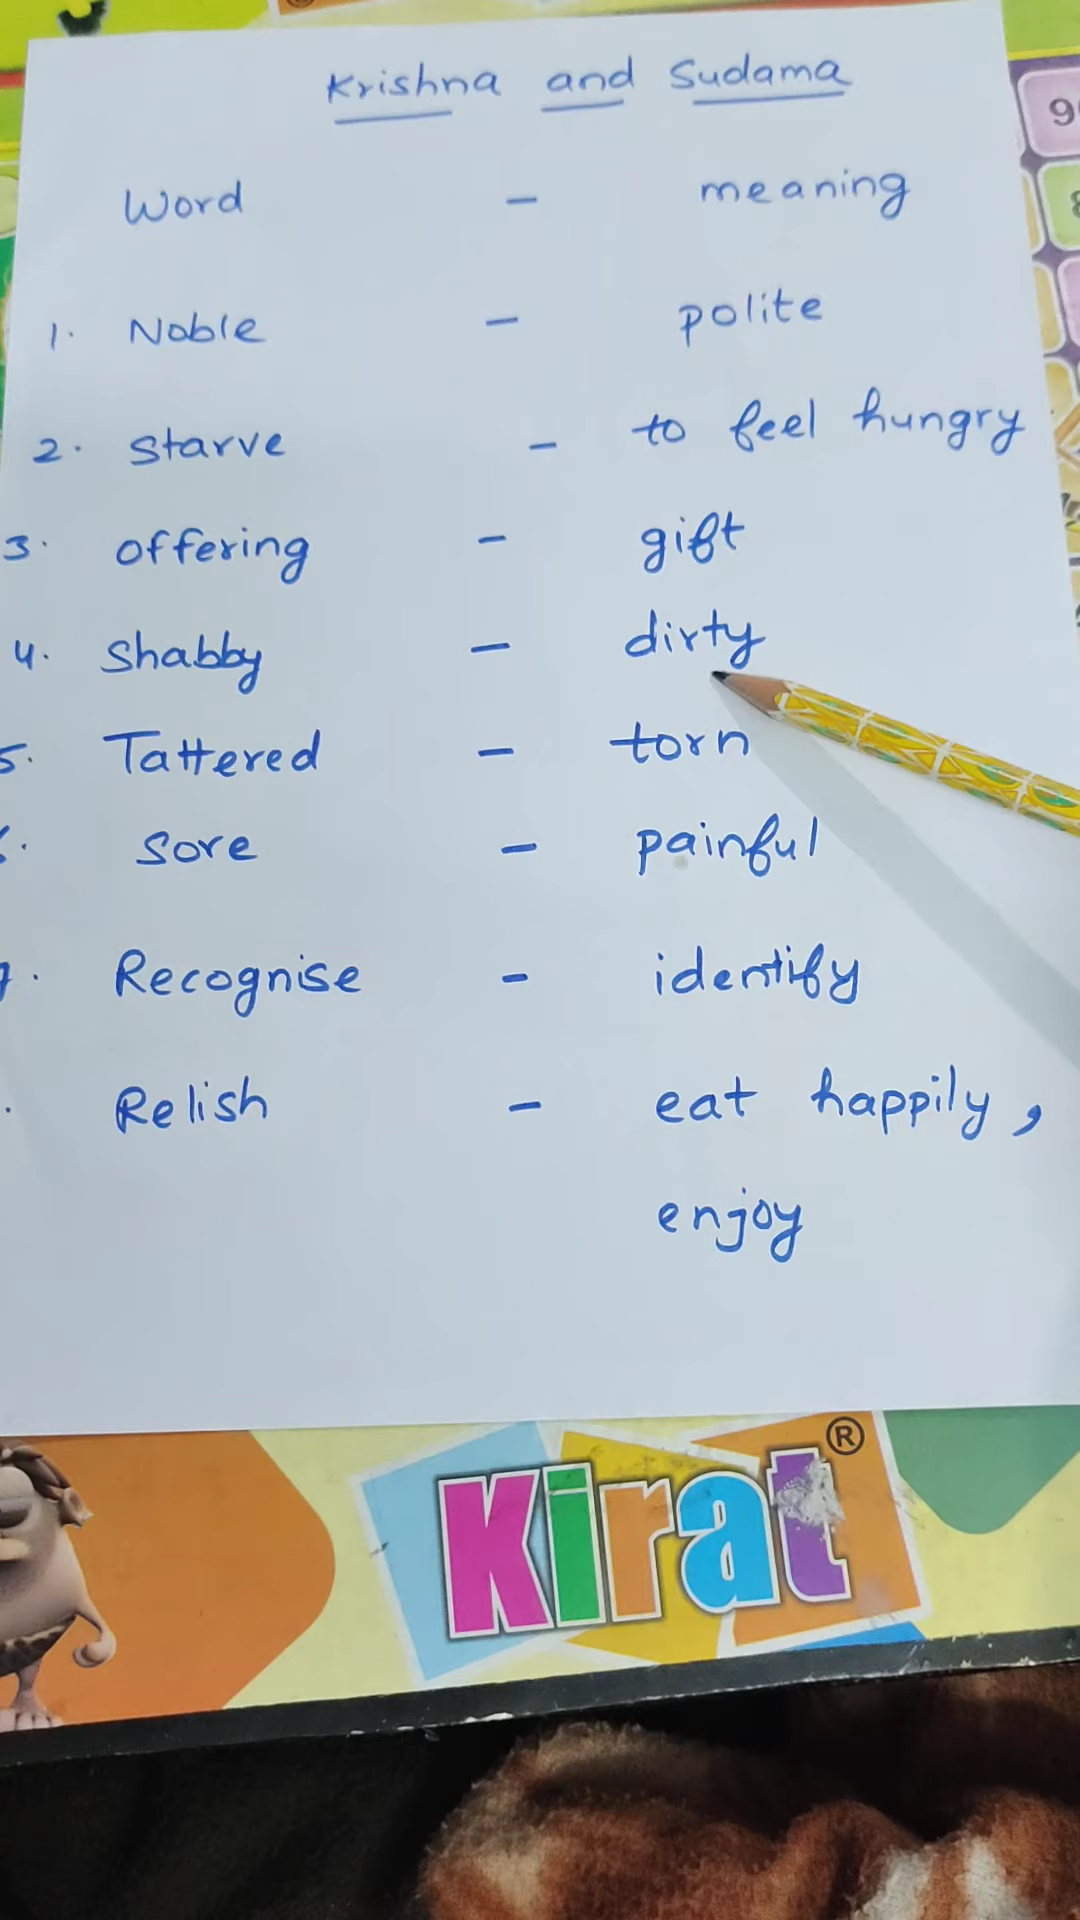 Krishna and Sudama
Word - meaning
1. Noble - polite
2. starve - to feel hungry
3. offering - gift
4. Shabby - dirty
5. Tattered - torn
Sore - painful
7. Recognise - identify
Relish - eat happily,
enjoy
Kirat®